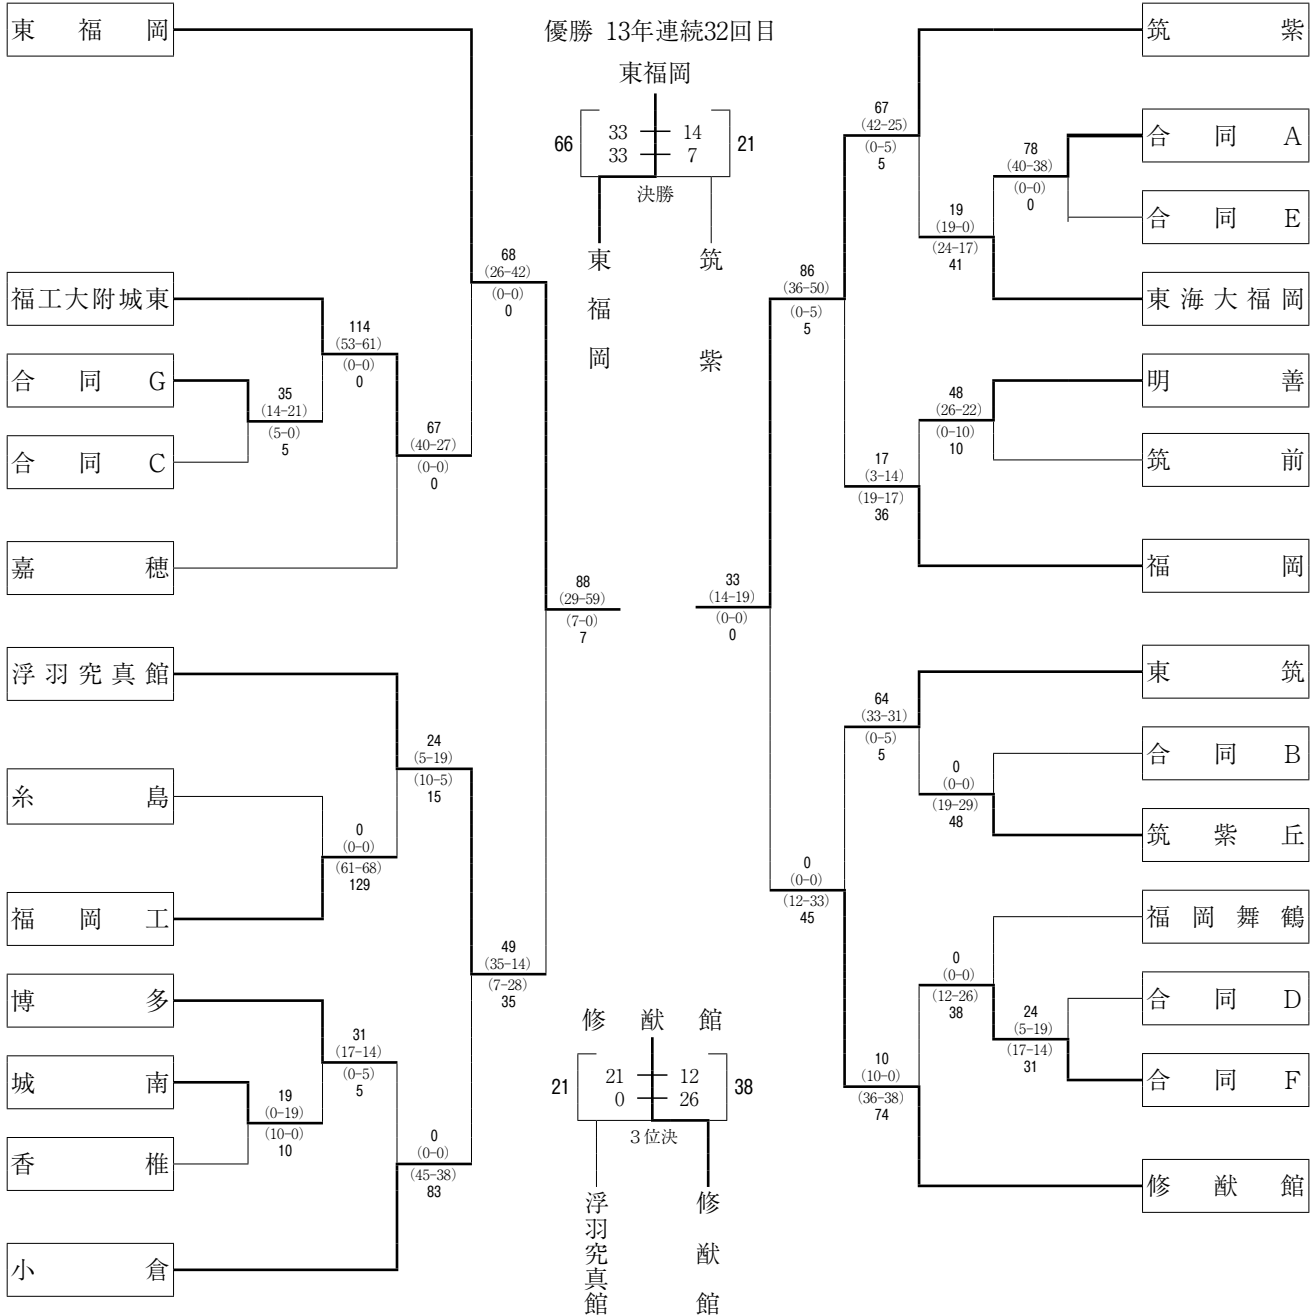 優勝 13年連続32回目
東福岡
66
33 14
33 7
21
決勝
東福岡
筑紫
東福岡
福工大附城東
合同G
合同C
嘉穂
浮羽究真館
糸島
福岡工
博多
城南
香椎
小倉
35
(14-21)
(5-0)
5
114
(53-61)
(0-0)
0
67
(40-27)
(0-0)
0
68
(26-42)
(0-0)
0
88
(29-59)
(7-0)
7
0
(0-0)
(61-68)
129
24
(5-19)
(10-5)
15
49
(35-14)
(7-28)
35
19
(0-19)
(10-0)
10
31
(17-14)
(0-5)
5
0
(0-0)
(45-38)
83
修猷館
21
21 12
0 26
38
3位決
浮羽究真館
修猷館
33
(14-19)
(0-0)
0
86
(36-50)
(0-5)
5
67
(42-25)
(0-5)
5
19
(19-0)
(24-17)
41
78
(40-38)
(0-0)
0
48
(26-22)
(0-10)
10
17
(3-14)
(19-17)
36
64
(33-31)
(0-5)
5
0
(0-0)
(19-29)
48
0
(0-0)
(12-33)
45
0
(0-0)
(12-26)
38
24
(5-19)
(17-14)
31
10
(10-0)
(36-38)
74
筑紫
合同A
合同E
東海大福岡
明善
筑前
福岡
東筑
合同B
筑紫丘
福岡舞鶴
合同D
合同F
修猷館